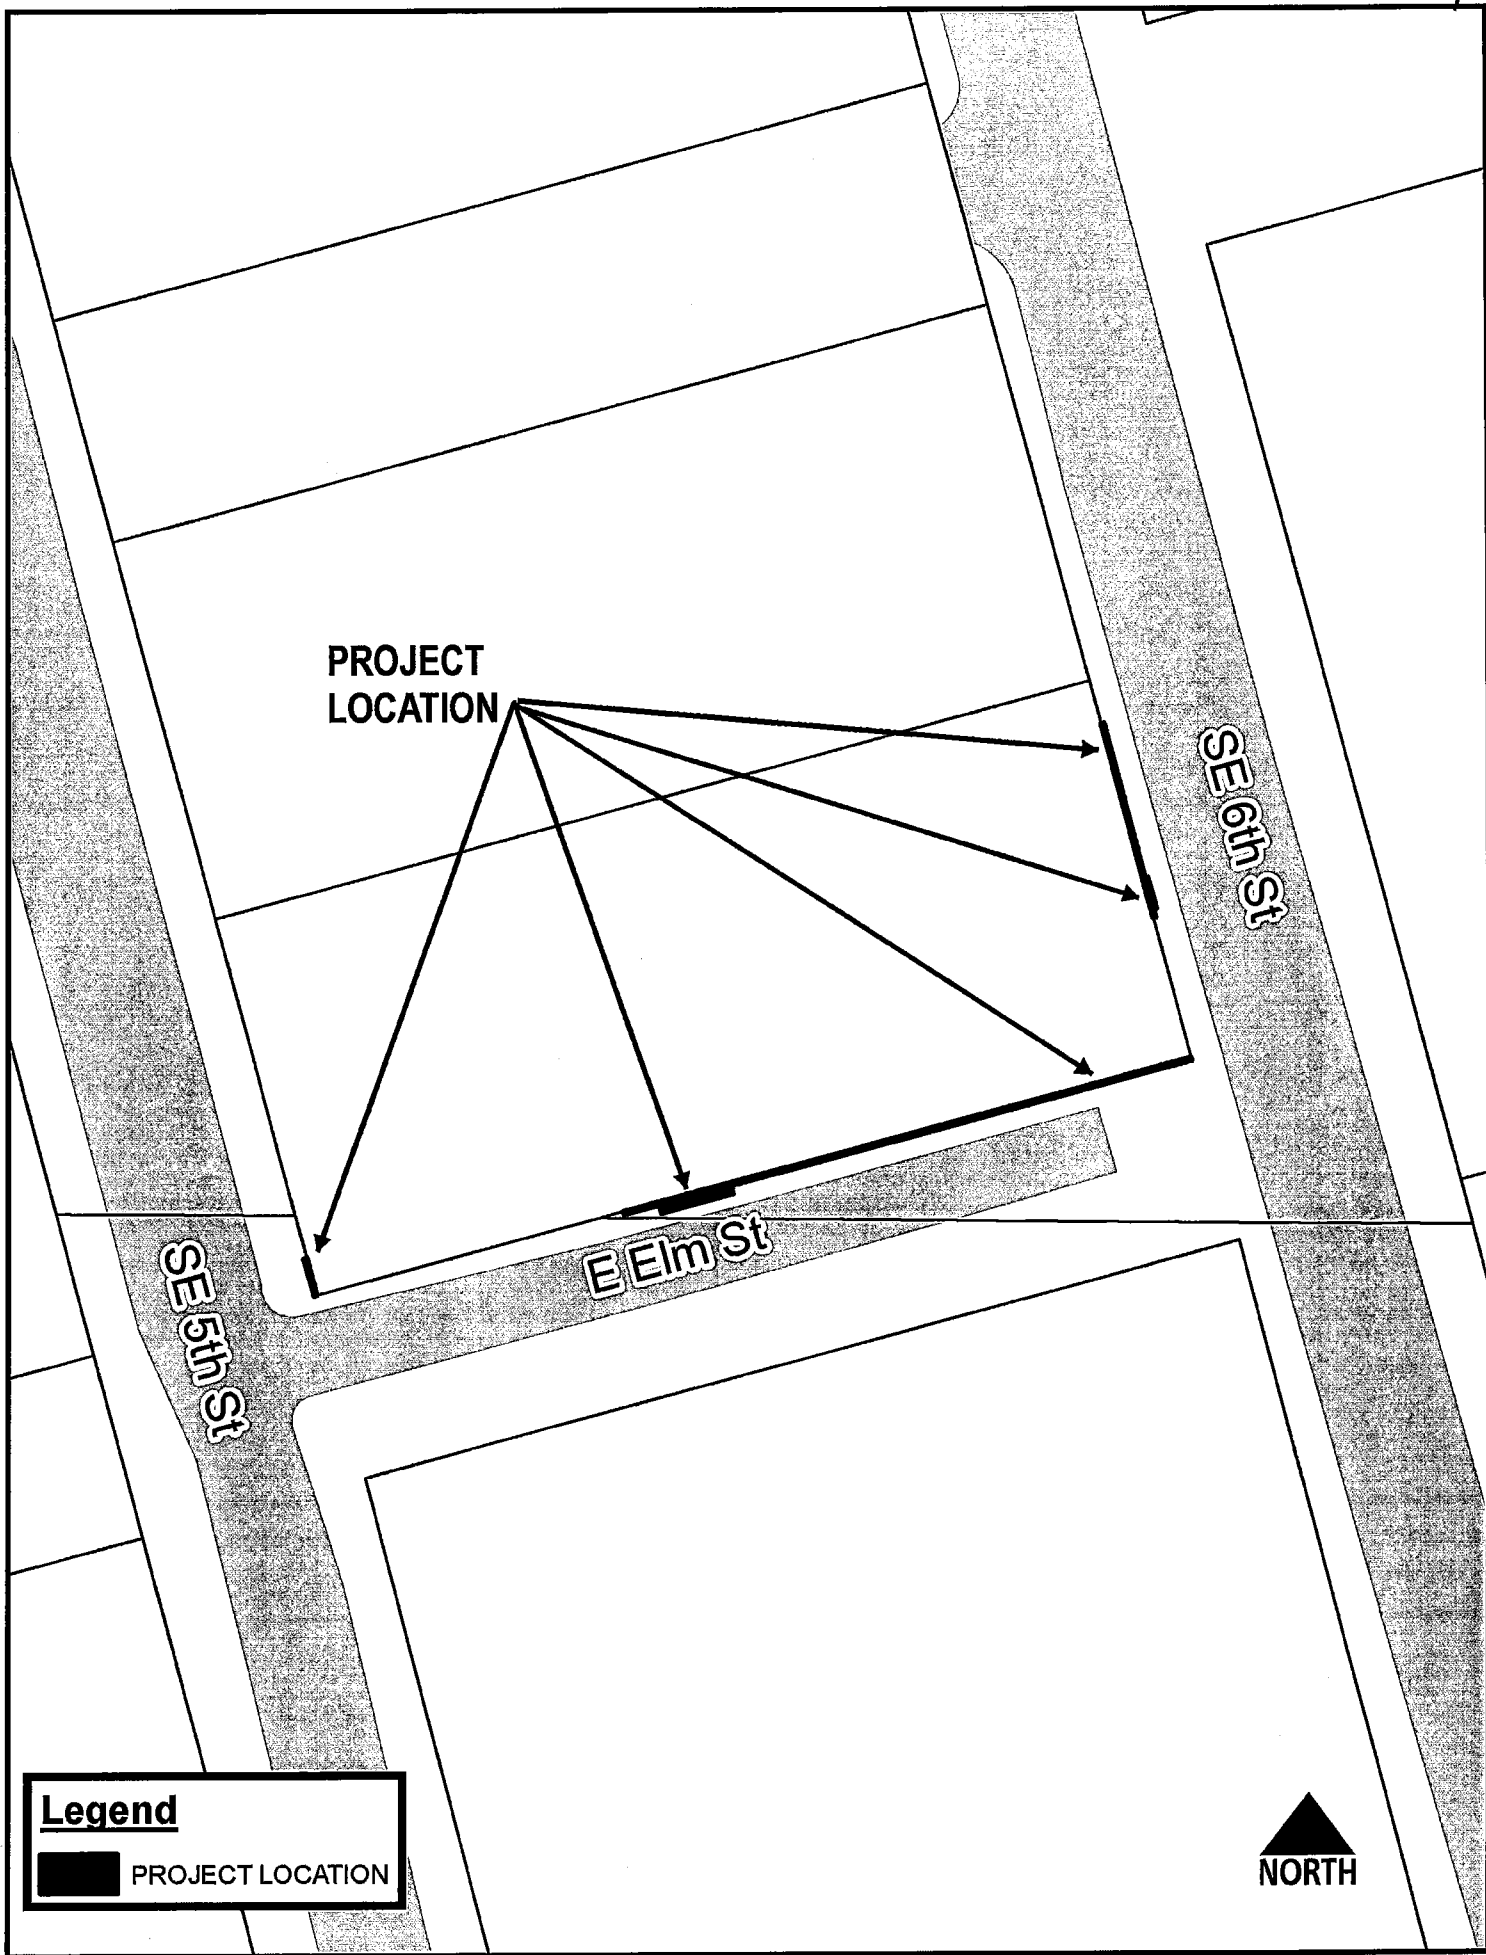 PROJECT
LOCATION
SE 6th St
E Elm St
SE 5th St
Legend
PROJECT LOCATION
NORTH